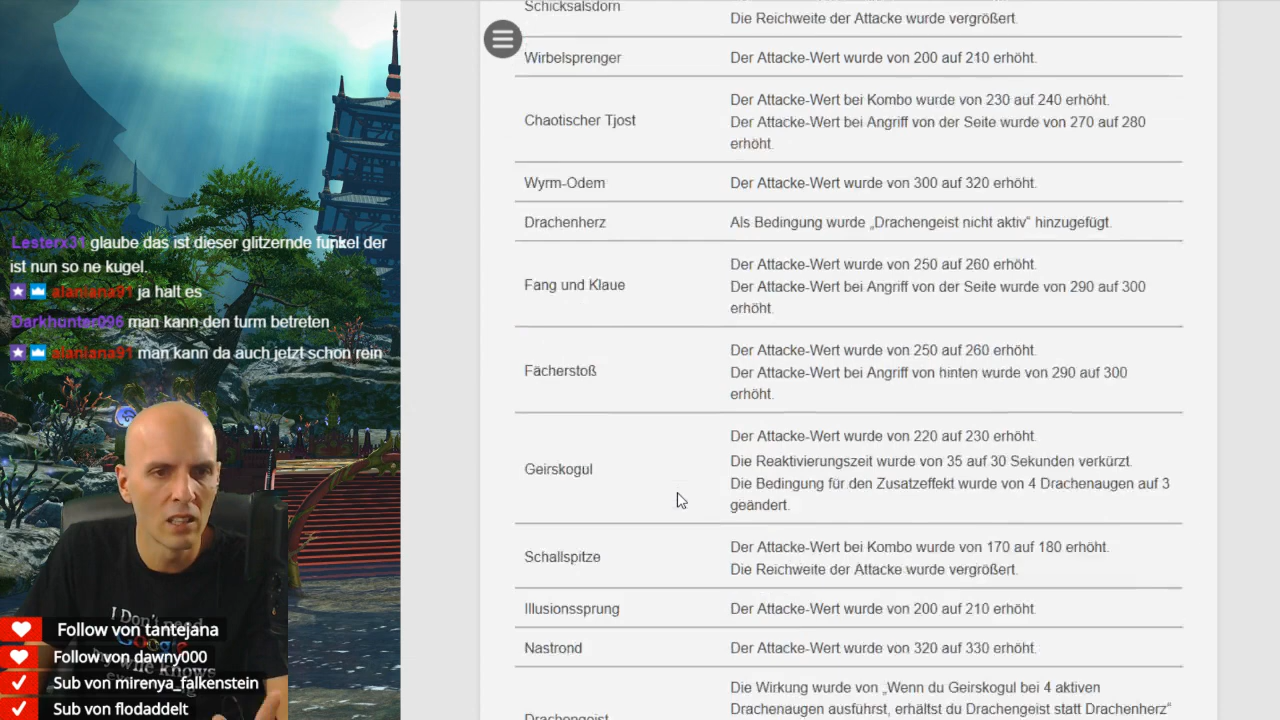 Schicksalsdorn
Die Reichweite der Attacke wurde vergrößert.
Wirbelsprenger
Der Attacke-Wert wurde von 200 auf 210 erhöht.
Chaotischer Tjost
Der Attacke-Wert bei Kombo wurde von 230 auf 240 erhöht.
Der Attacke-Wert bei Angriff von der Seite wurde von 270 auf 280
erhöht.
Wyrm-Odem
Der Attacke-Wert wurde von 300 auf 320 erhöht.
Drachenherz
Als Bedingung wurde „Drachengeist nicht aktiv“ hinzugefügt.
Fang und Klaue
Der Attacke-Wert wurde von 250 auf 260 erhöht.
Der Attacke-Wert bei Angriff von der Seite wurde von 290 auf 300
erhöht.
Fächerstoß
Der Attacke-Wert wurde von 250 auf 260 erhöht.
Der Attacke-Wert bei Angriff von hinten wurde von 290 auf 300
erhöht.
Geirskogul
Der Attacke-Wert wurde von 220 auf 230 erhöht.
Die Reaktivierungszeit wurde von 35 auf 30 Sekunden verkürzt.
Die Bedingung für den Zusatzeffekt wurde von 4 Drachenaugen auf 3
geändert.
Schallspitze
Der Attacke-Wert bei Kombo wurde von 170 auf 180 erhöht.
Die Reichweite der Attacke wurde vergrößert.
Illusionssprung
Der Attacke-Wert wurde von 200 auf 210 erhöht.
Nastrond
Der Attacke-Wert wurde von 320 auf 330 erhöht.
Drachengeist
Die Wirkung wurde von „Wenn du Geirskogul bei 4 aktiven
Drachenaugen ausführst, erhältst du Drachengeist statt Drachenherz“
Lesterx31 glaube das ist dieser glitzernde funkel der
ist nun so ne kugel.
alaniana91 ja halt es
Darkhunter096 man kann den turm betreten
alaniana91 man kann da auch jetzt schon rein
I Don't need
Follow von tantejana
Follow von dawny000
Sub von mirenya_falkenstein
Sub von flodaddelt